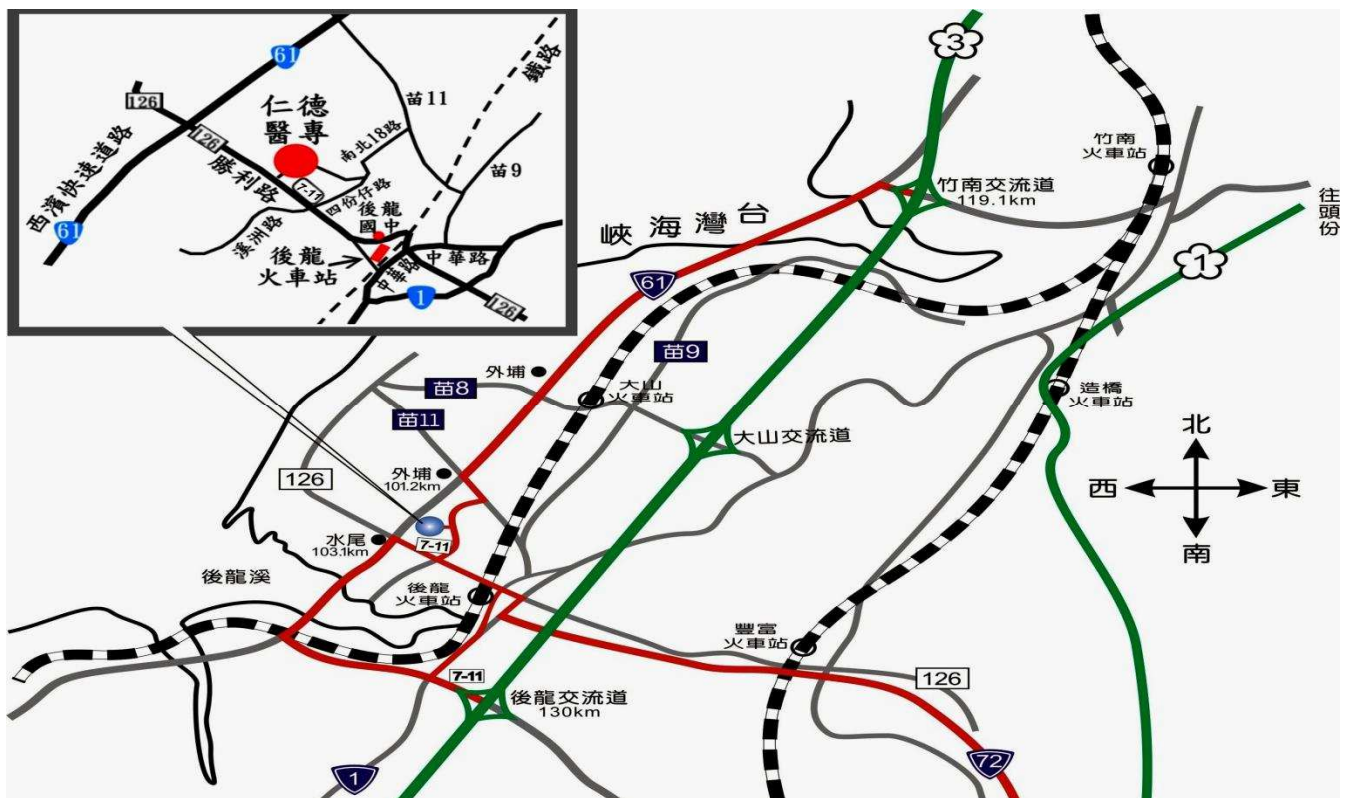 61
126
仁德
醫專
苗11
鐵路
126
南北18路
苗9
西濱快速道路
勝利路
7-11
四份仔路
後龍
國中
61
溪洲路
後龍
火車站
中華路
中華路
1
126
3
竹南
火車站
竹南交流道
119.1km
往頭份
峽海灣台
61
1
苗9
外埔
苗8
大山
火車站
造橋
火車站
苗11
大山交流道
北
西
東
南
外埔
101.2km
126
水尾
103.1km
7-11
後龍溪
後龍
火車站
豐富
火車站
7-11
126
後龍交流道
130km
1
72